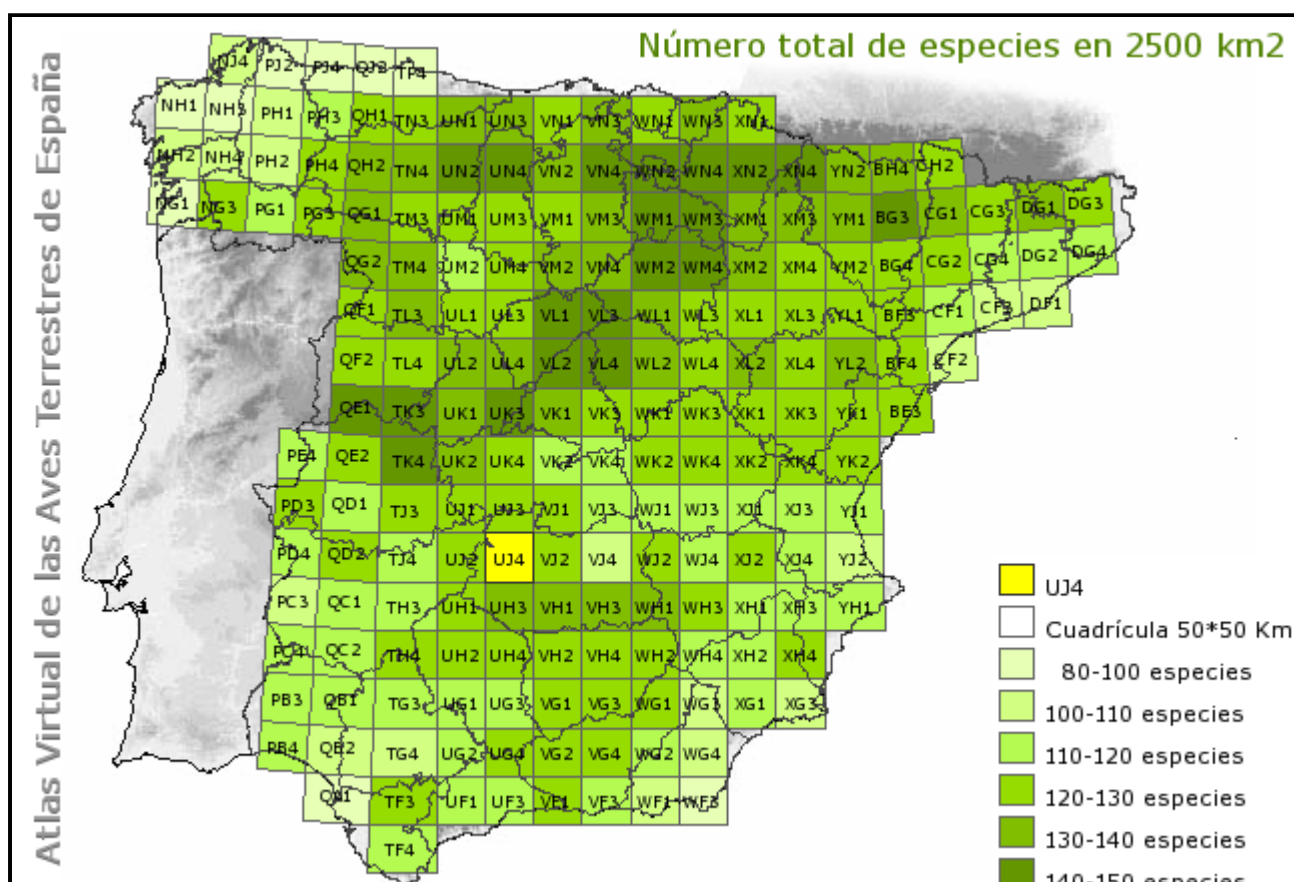 Número total de especies en 2500 km2
Atlas Virtual de las Aves Terrestres de España
NJ4 PJ2 PJ4 QJ2 TP4
NH1 NH3 PH1 PH3 QH1 TN3 UN1 UN3 VN1 VN3 WN1 WN3 XN1
NH2 NH4 PH2 PH4 QH2 TN4 UN2 UN4 VN2 VN4 WN2 WN4 XN2 XN4 YN2 BH4 CH2
NG1 NG3 PG1 PG3 QG1 TM3 UM1 UM3 VM1 VM3 WM1 WM3 XM1 XM3 YM1 BG3 CG1 CG3 DG1 DG3
QG2 TM4 UM2 UM4 VM2 VN4 WM2 WM4 XM2 XM4 YM2 BG4 CG2 CG4 DG2 DG4
QF1 TL3 UL1 UL3 VL1 VL3 WL1 WL3 XL1 XL3 YL1 BF3 CF1 CF3 DF1
QF2 TL4 UL2 UL4 VL2 VL4 WL2 WL4 XL2 XL4 YL2 BF4 CF2
QE1 TK3 UK1 UK3 VK1 VK3 WK1 WK3 XK1 XK3 YK1 BE3
PE4 QE2 TK4 UK2 UK4 VK2 VK4 WK2 WK4 XK2 XK4 YK2
PD3 QD1 TJ3 UJ1 UJ3 VJ1 VJ3 WJ1 WJ3 XJ1 XJ3 YJ1
PD4 QD2 TJ4 UJ2 UJ4 VJ2 VJ4 WJ2 WJ4 XJ2 XJ4 YJ2
PC3 QC1 TH3 UH1 UH3 VH1 VH3 WH1 WH3 XH1 XH3 YH1
PC4 QC2 TH4 UH2 UH4 VH2 VH4 WH2 WH4 XH2 XH4
PB3 QB1 TG3 UG1 UG3 VG1 VG3 WG1 WG3 XG1 XG3
PB4 QB2 TG4 UG2 UG4 VG2 VG4 WG2 WG4
QA1 TF3 UF1 UF3 VF1 VF3 WF1 WF3
TF4
UJ4
Cuadrícula 50*50 Km
80-100 especies
100-110 especies
110-120 especies
120-130 especies
130-140 especies
140-150 especies